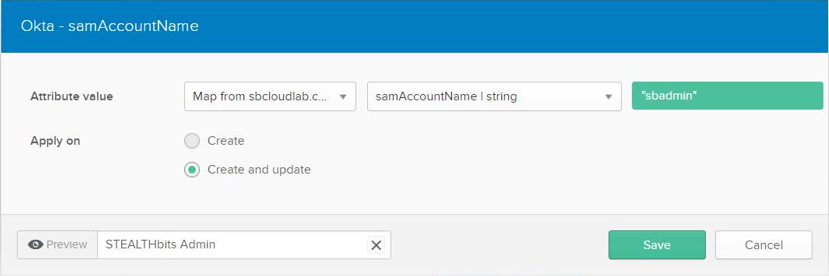 Okta - samAccountName
Attribute value Map from sbcloudlab.c... samAccountName | string "sbadmin"
Apply on Create
Create and update
Preview STEALTHbits Admin Save Cancel